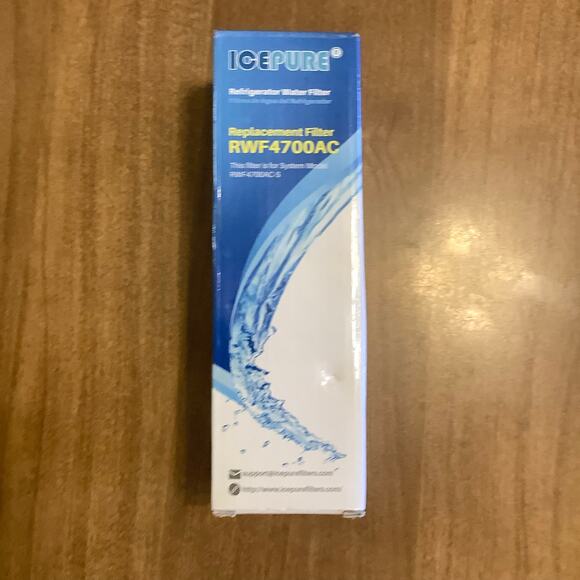 ICEPURE®
Refrigerator Water Filter
Replacement Filter
RWF4700AC
This filter is for System Model
RWF4700AC-S
support@icepurefilters.com
http://www.icepurefilters.com/